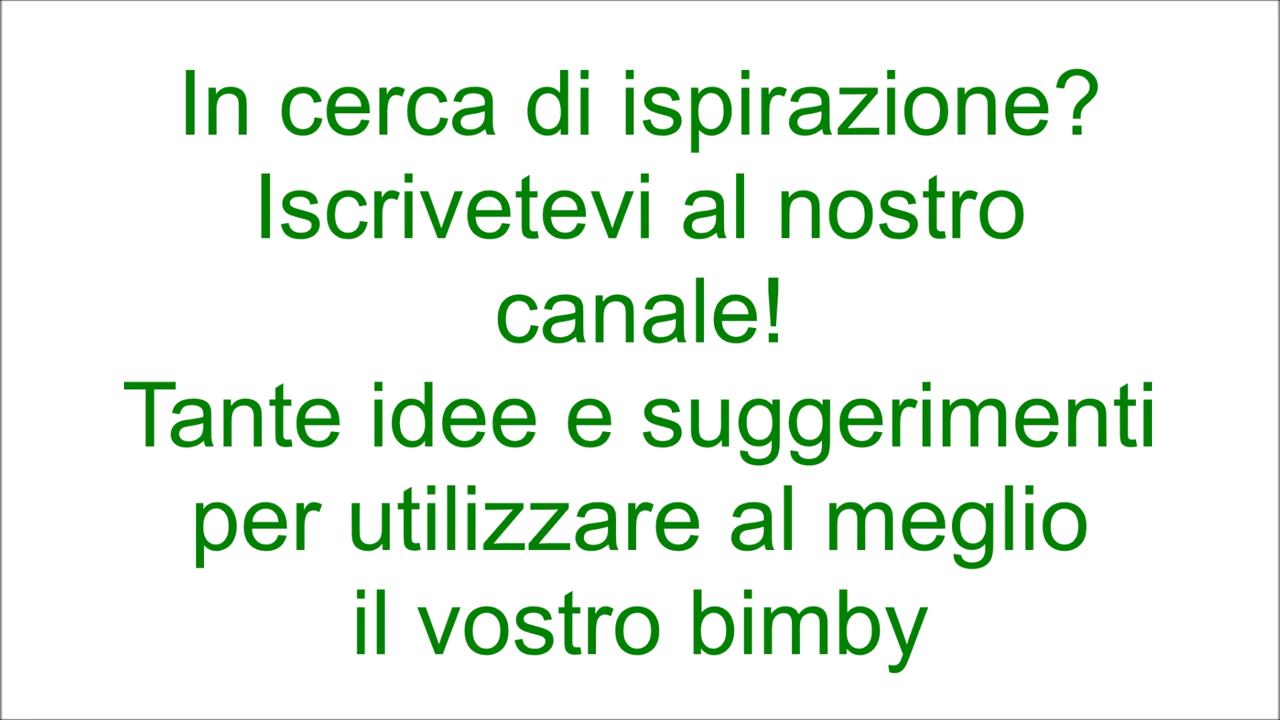 In cerca di ispirazione?
Iscrivetevi al nostro
canale!
Tante idee e suggerimenti
per utilizzare al meglio
il vostro bimby